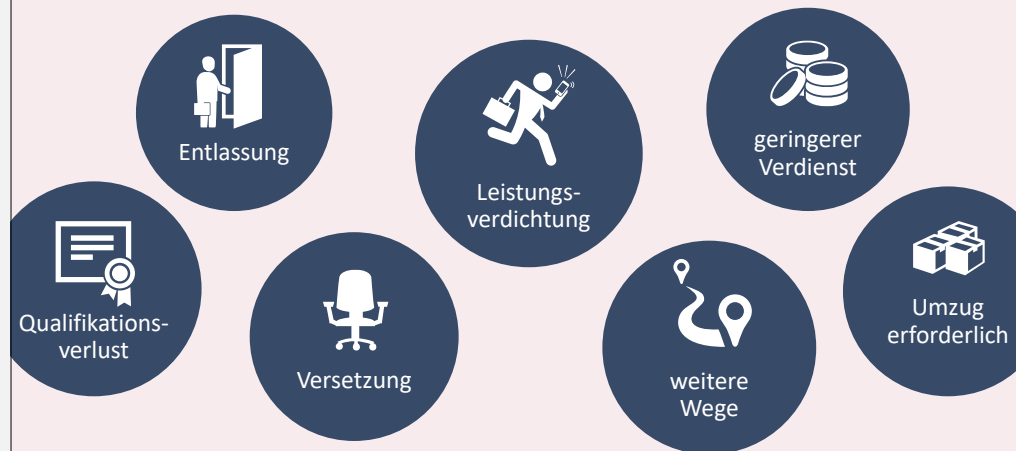 Entlassung
Leistungs-
verdichtung
geringerer
Verdienst
Qualifikations-
verlust
Versetzung
weitere
Wege
Umzug
erforderlich